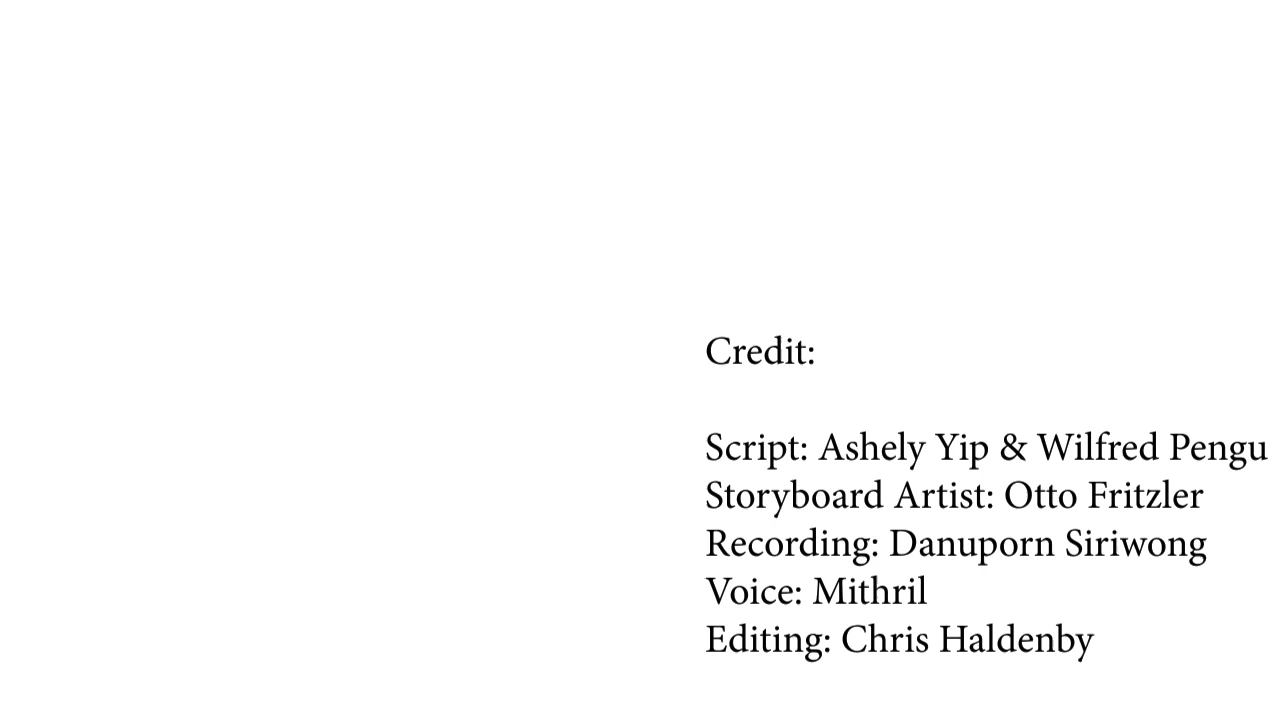 Credit:
Script: Ashely Yip & Wilfred Pengu
Storyboard Artist: Otto Fritzler
Recording: Danuporn Siriwong
Voice: Mithril
Editing: Chris Haldenby